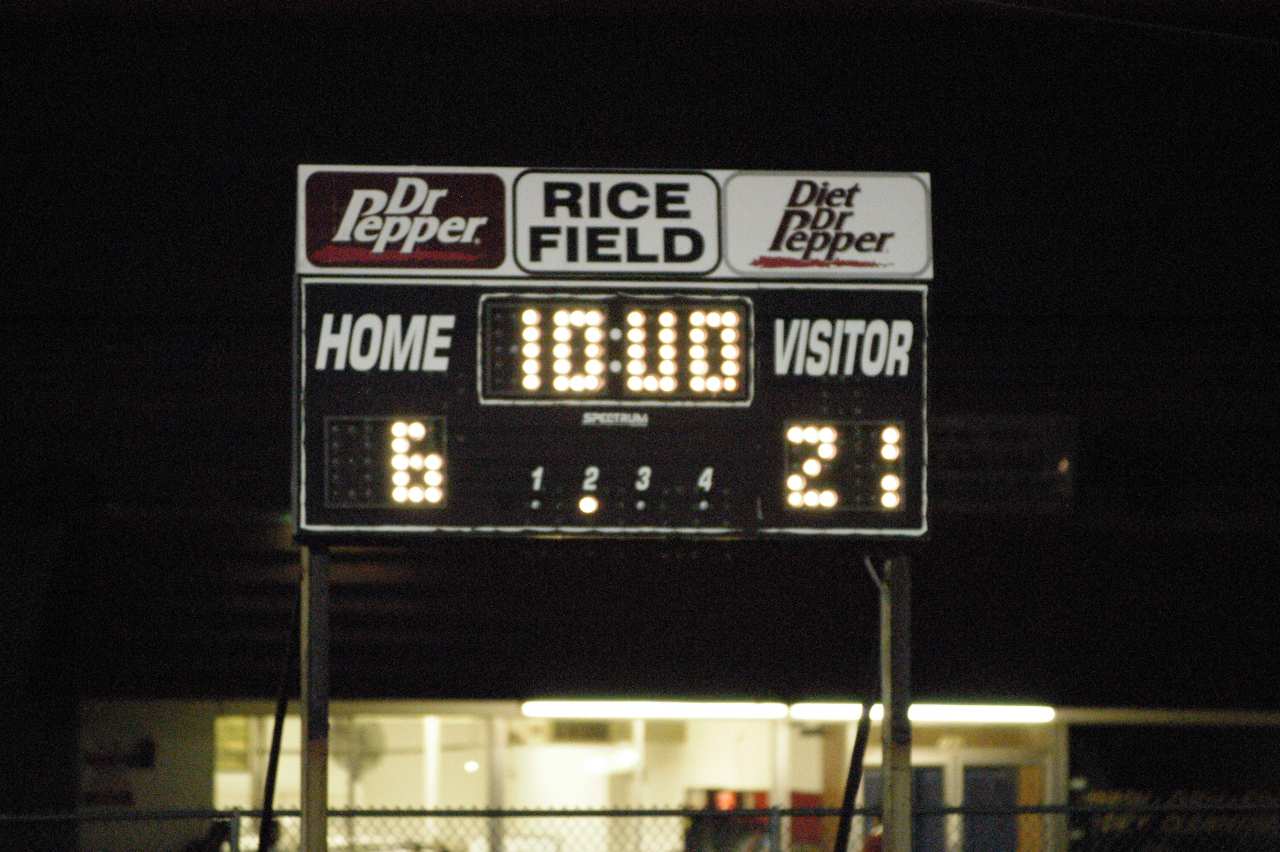 Dr
Pepper
RICE
FIELD
Diet
Dr
Pepper
HOME
10:00
VISITOR
SPECTRUM
6
1 2 3 4
21